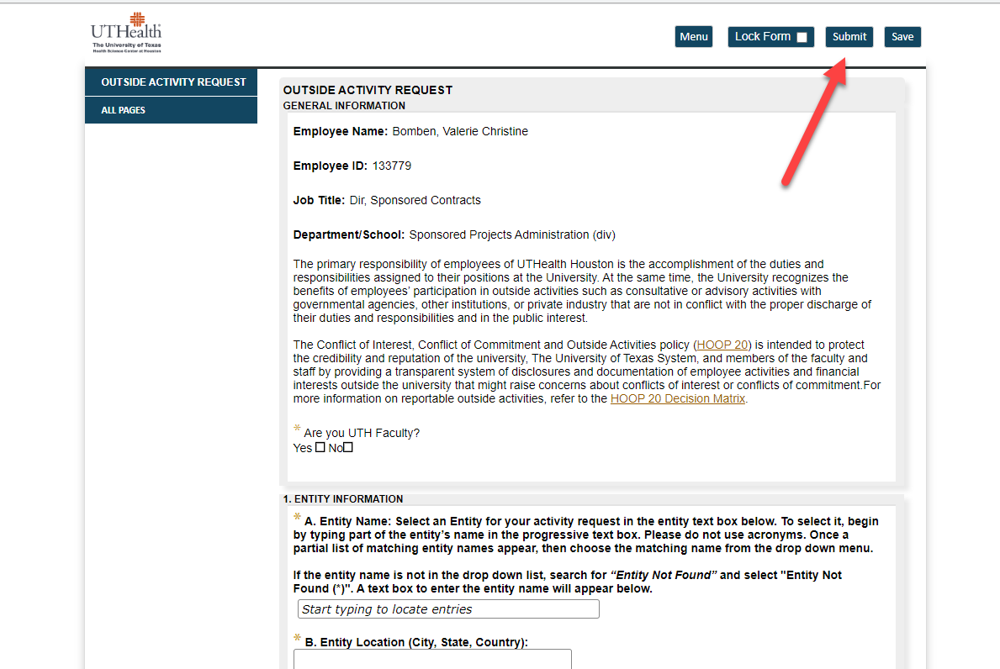 UTHealth
The University of Texas
Health Science Center at Houston
Menu
Lock Form
Submit
Save
OUTSIDE ACTIVITY REQUEST
ALL PAGES
OUTSIDE ACTIVITY REQUEST
GENERAL INFORMATION
Employee Name: Bomben, Valerie Christine
Employee ID: 133779
Job Title: Dir, Sponsored Contracts
Department/School: Sponsored Projects Administration (div)
The primary responsibility of employees of UTHealth Houston is the accomplishment of the duties and
responsibilities assigned to their positions at the University. At the same time, the University recognizes the
benefits of employees' participation in outside activities such as consultative or advisory activities with
governmental agencies, other institutions, or private industry that are not in conflict with the proper discharge of
their duties and responsibilities and in the public interest.
The Conflict of Interest, Conflict of Commitment and Outside Activities policy (HOOP 20) is intended to protect
the credibility and reputation of the university, The University of Texas System, and members of the faculty and
staff by providing a transparent system of disclosures and documentation of employee activities and financial
interests outside the university that might raise concerns about conflicts of interest or conflicts of commitment.For
more information on reportable outside activities, refer to the HOOP 20 Decision Matrix.
* Are you UTH Faculty?
Yes ☐ No☐
1. ENTITY INFORMATION
* A. Entity Name: Select an Entity for your activity request in the entity text box below. To select it, begin
by typing part of the entity's name in the progressive text box. Please do not use acronyms. Once a
partial list of matching entity names appear, then choose the matching name from the drop down menu.
If the entity name is not in the drop down list, search for "Entity Not Found" and select "Entity Not
Found (*)". A text box to enter the entity name will appear below.
Start typing to locate entries
* B. Entity Location (City, State, Country):